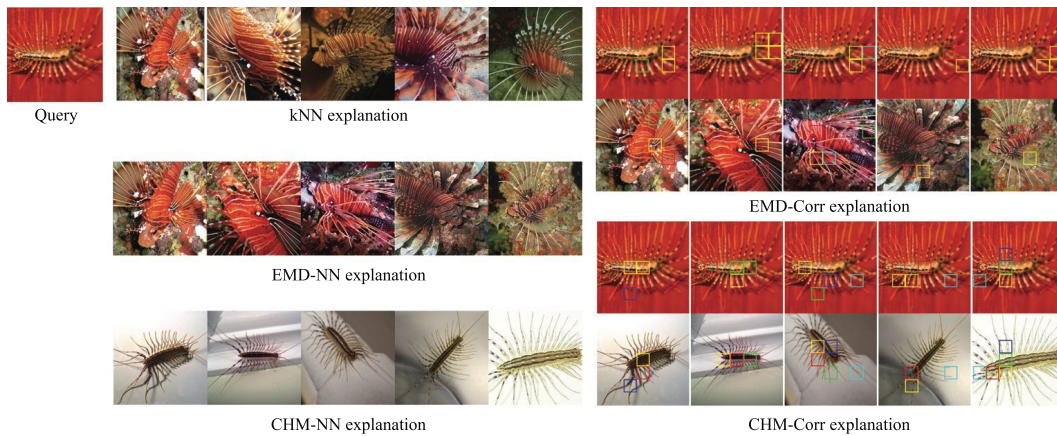 Query
kNN explanation
EMD-Corr explanation
EMD-NN explanation
CHM-NN explanation
CHM-Corr explanation